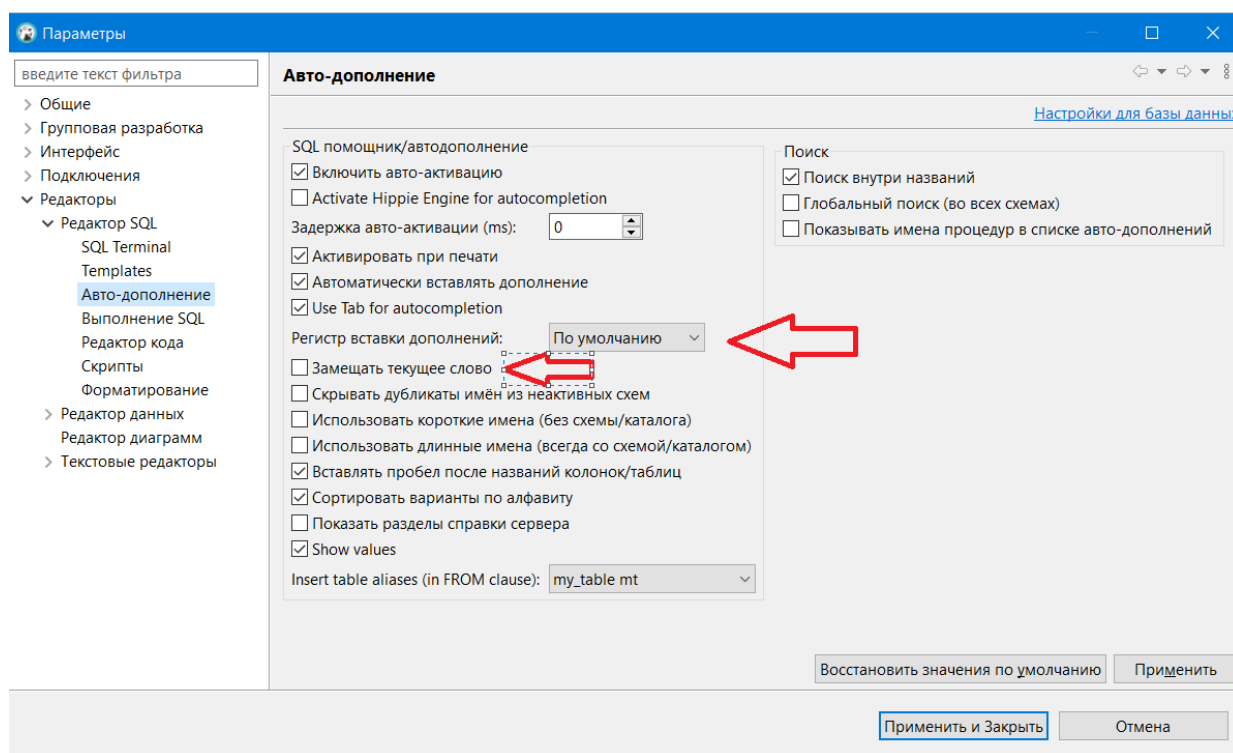 Параметры
введите текст фильтра
Общие
Групповая разработка
Интерфейс
Подключения
Редакторы
Редактор SQL
SQL Terminal
Templates
Авто-дополнение
Выполнение SQL
Редактор кода
Скрипты
Форматирование
Редактор данных
Редактор диаграмм
Текстовые редакторы
Авто-дополнение
Настройки для базы данны
SQL помощник/автодополнение
Включить авто-активацию
Activate Hippie Engine for autocompletion
Задержка авто-активации (ms): 0
Активировать при печати
Автоматически вставлять дополнение
Use Tab for autocompletion
Регистр вставки дополнений: По умолчанию
Замещать текущее слово
Скрывать дубликаты имён из неактивных схем
Использовать короткие имена (без схемы/каталога)
Использовать длинные имена (всегда со схемой/каталогом)
Вставлять пробел после названий колонок/таблиц
Сортировать варианты по алфавиту
Показать разделы справки сервера
Show values
Insert table aliases (in FROM clause): my_table mt
Поиск
Поиск внутри названий
Глобальный поиск (во всех схемах)
Показывать имена процедур в списке авто-дополнений
Восстановить значения по умолчанию
Применить
Применить и Закрыть
Отмена